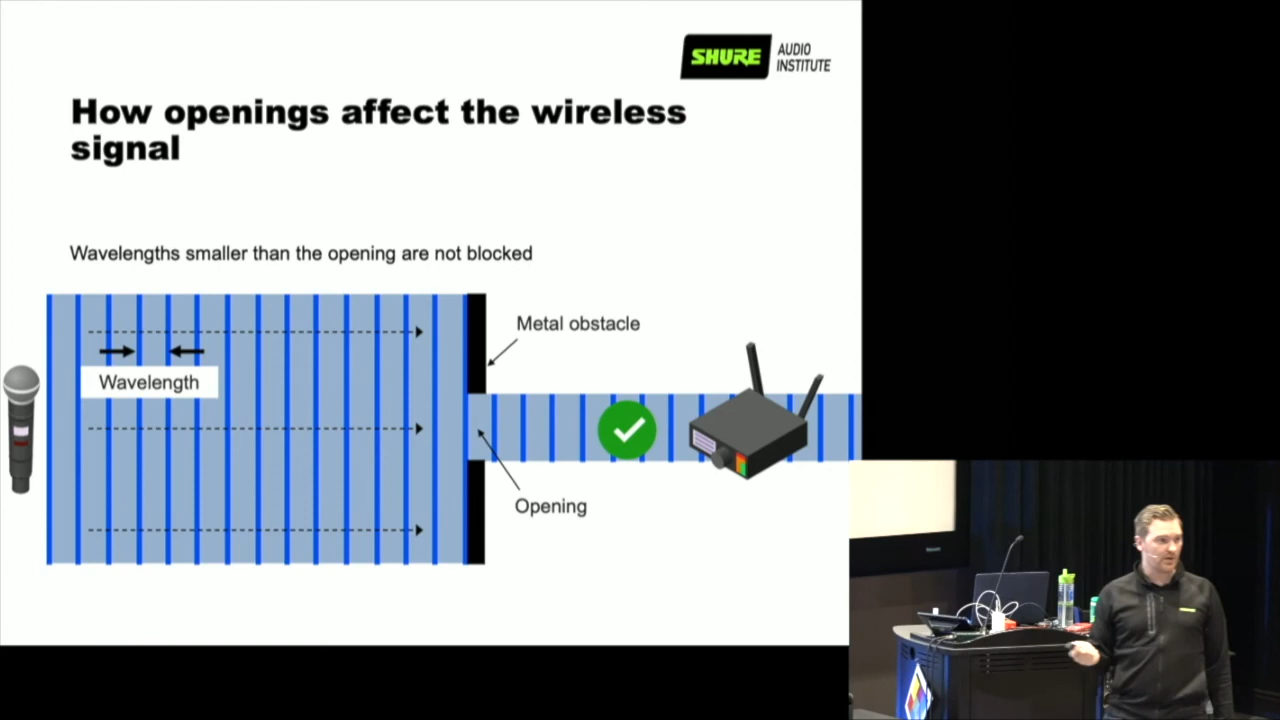 SHURE
AUDIO
INSTITUTE
How openings affect the wireless
signal
Wavelengths smaller than the opening are not blocked
Metal obstacle
Wavelength
Opening